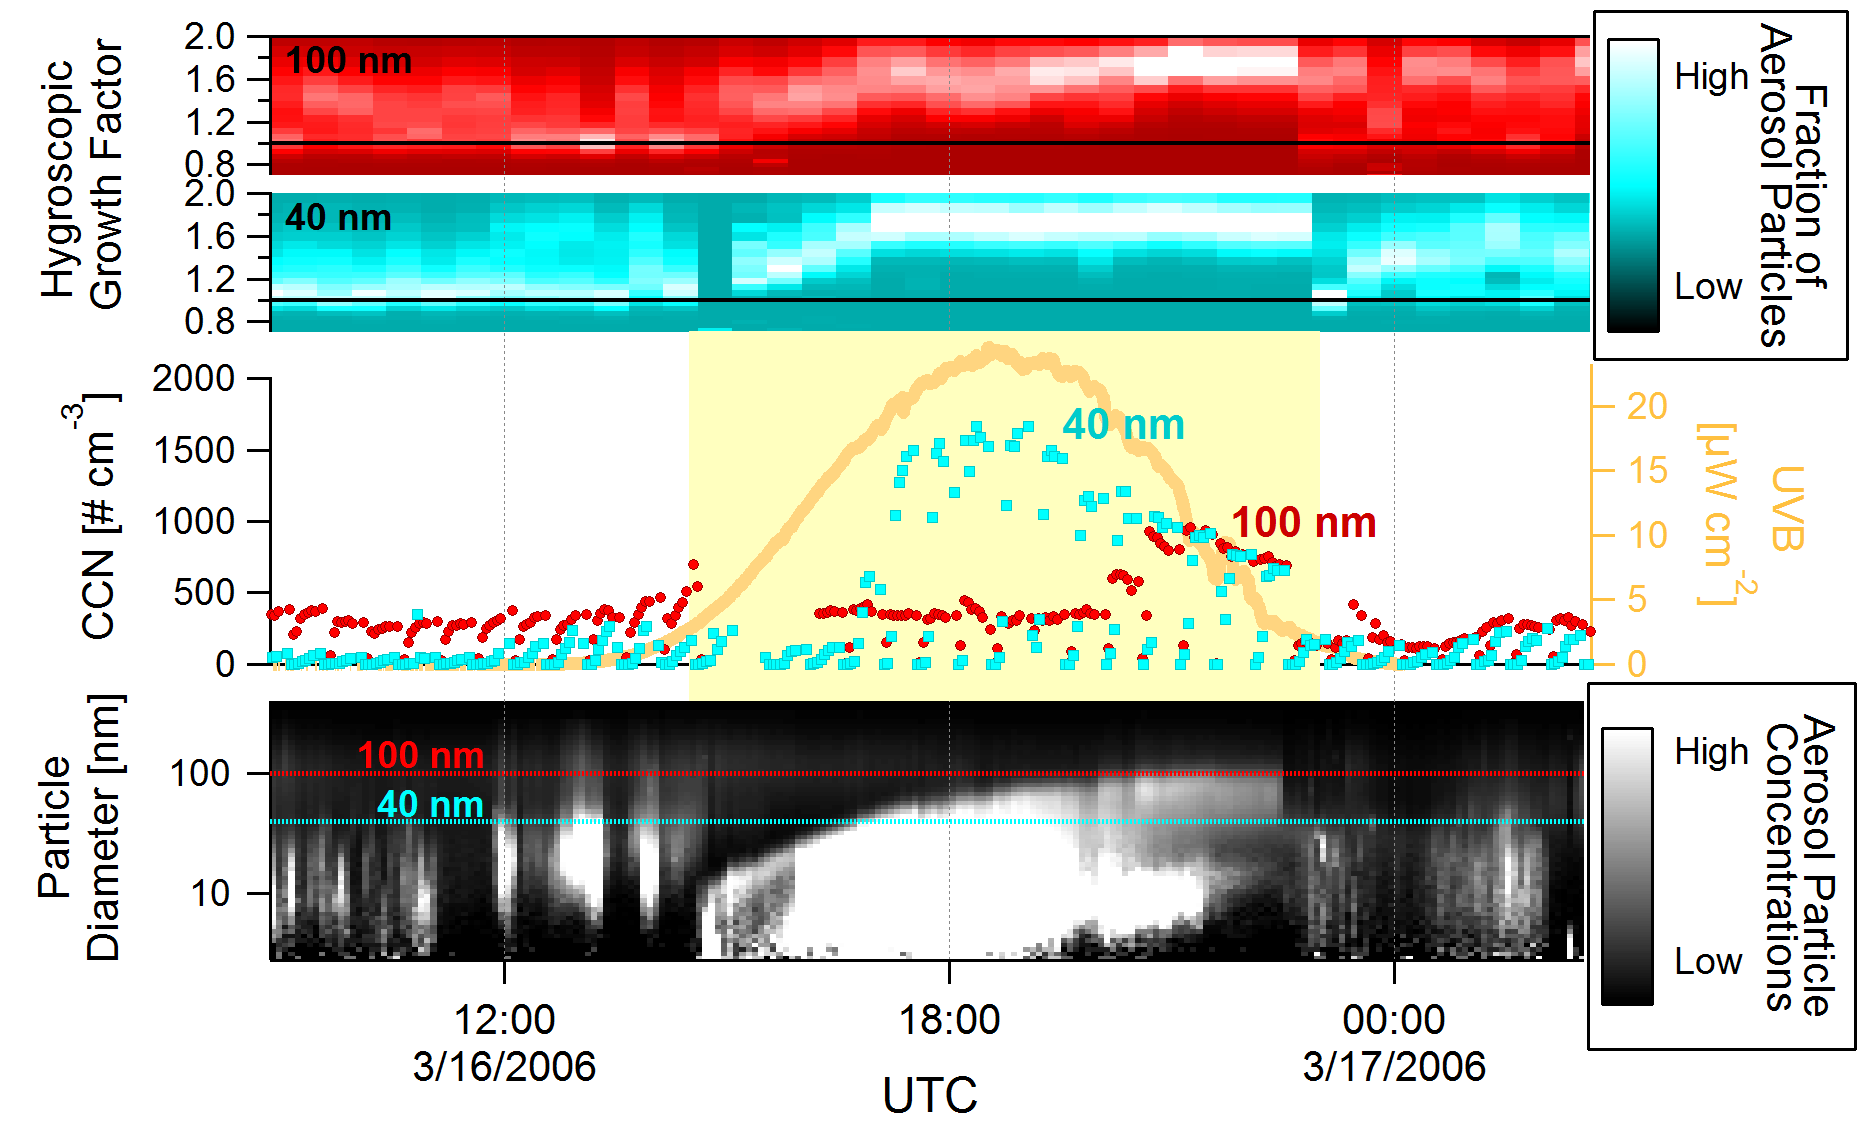 Hygroscopic
Growth Factor
2.0
1.6
1.2
0.8
100 nm
2.0
1.6
1.2
0.8
40 nm
High
Low
Fraction of
Aerosol Particles
CCN [# cm-3]
2000
1500
1000
500
0
40 nm
100 nm
20
15
10
5
0
UVB
[µW cm-2]
Particle
Diameter [nm]
100
10
100 nm
40 nm
High
Low
Aerosol Particle
Concentrations
12:00
3/16/2006
18:00
00:00
3/17/2006
UTC